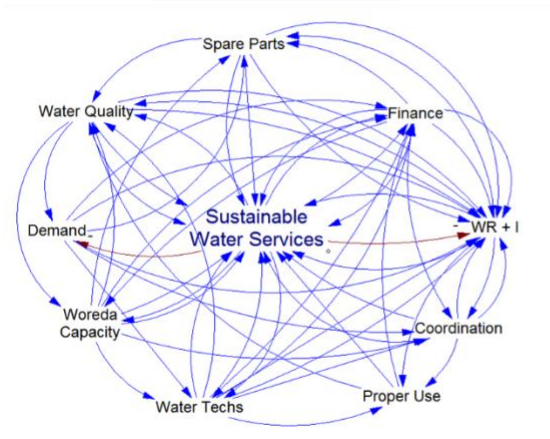 Spare Parts
Water Quality
Finance
Sustainable
Water Services
Demand
-
-
WR + I
Woreda
Capacity
Coordination
Proper Use
Water Techs